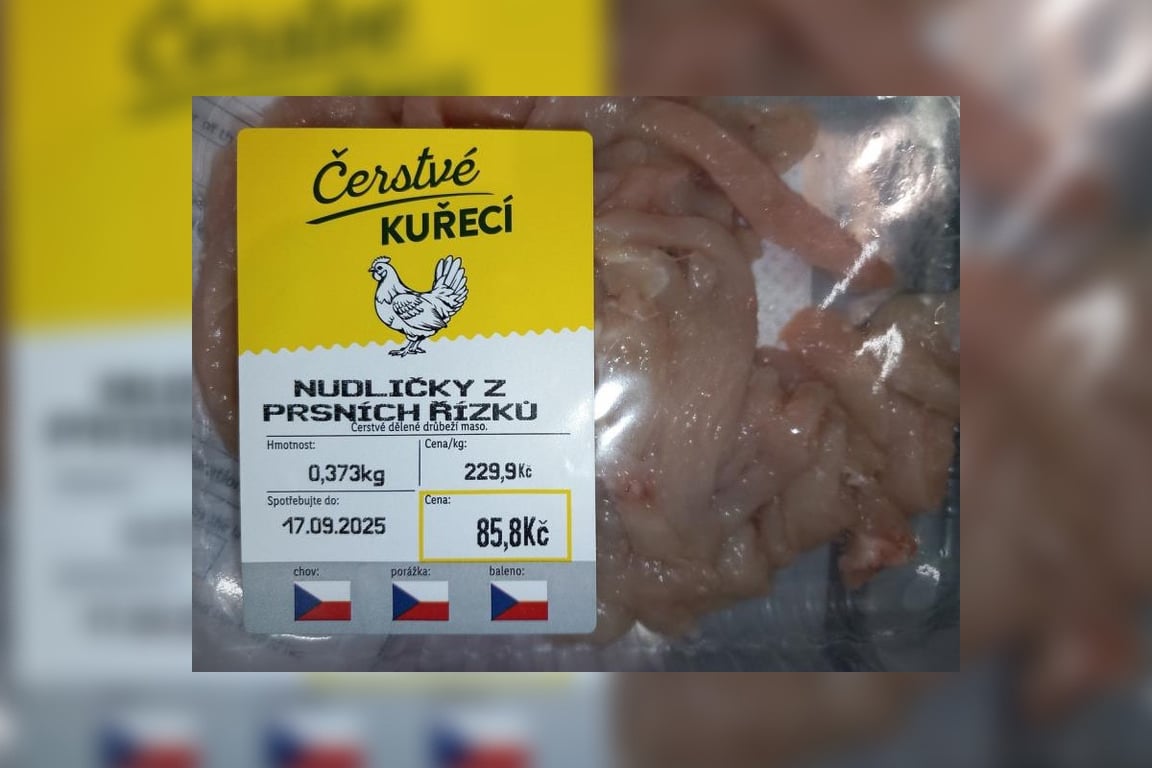 Čerstvé
KUŘECÍ
NUDLIČKY Z
PRSNÍCH ŘÍZKŮ
Čerstvé dělené drůbeží maso.
Hmotnost:
0,373kg
Cena/kg:
229,9Kč
Spotřebujte do:
17.09.2025
Cena:
85,8Kč
chov: porážka: baleno: